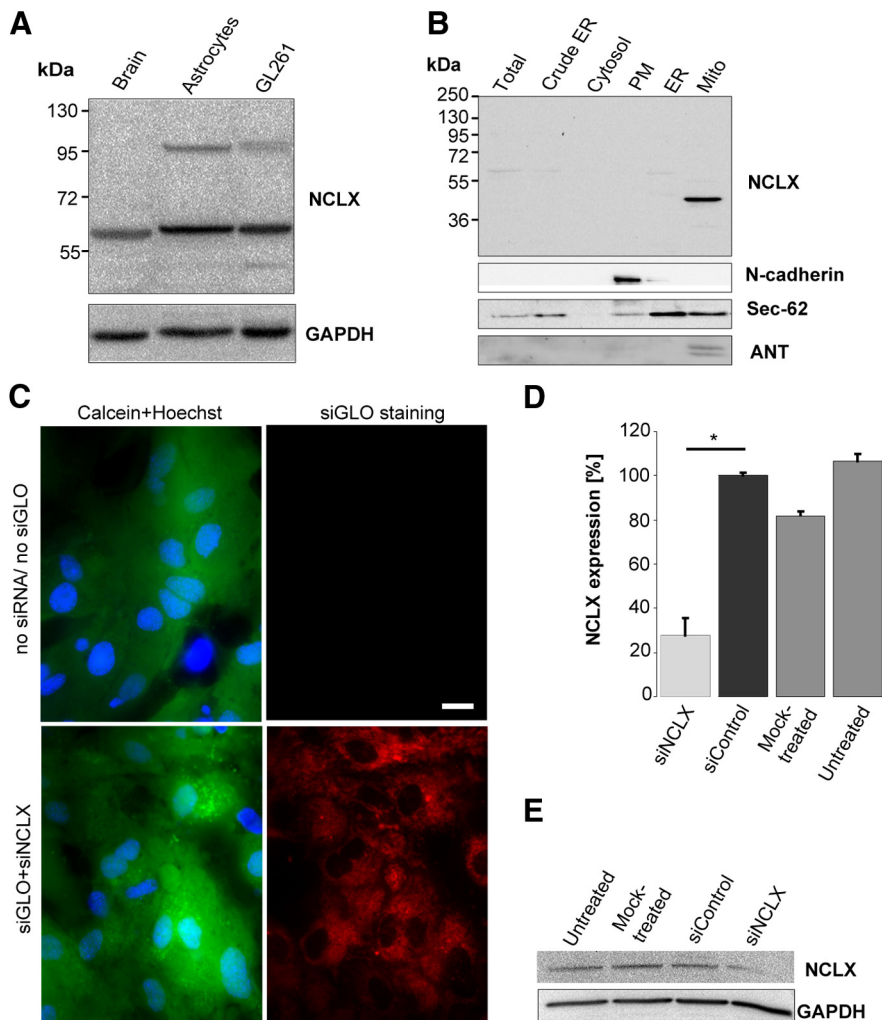 A
kDa
Brain
Astrocytes
GL261
130
95
72
55
NCLX
GAPDH
B
kDa
Total
Crude ER
Cytosol
PM
ER
Mito
250
130
95
72
55
36
NCLX
N-cadherin
Sec-62
ANT
C
Calcein+Hoechst
siGLO staining
no siRNA/ no siGLO
siGLO+siNCLX
D
NCLX expression [%]
120
100
80
60
40
20
0
*
siNCLX
siControl
Mock-
treated
Untreated
E
Untreated
Mock-
treated
siControl
siNCLX
NCLX
GAPDH